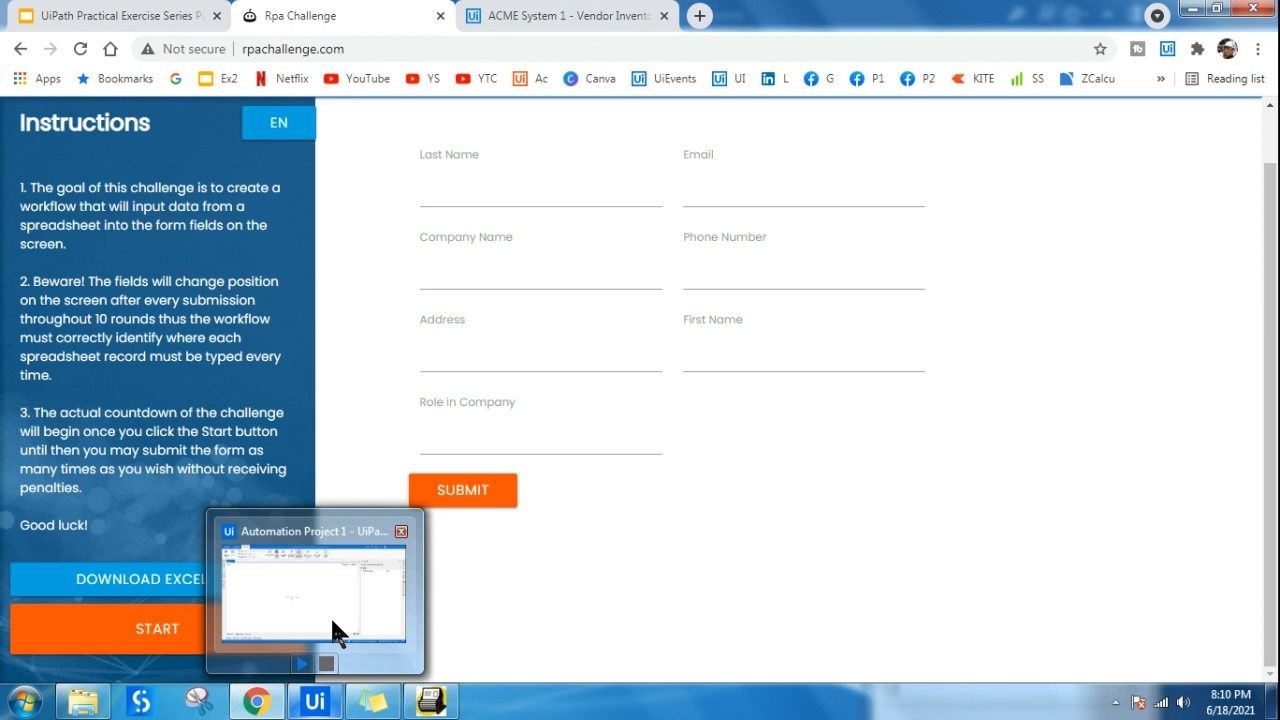 UiPath Practical Exercise Series P
Rpa Challenge
ACME System 1 - Vendor Invento
Not secure
rpachallenge.com
Apps
Bookmarks
Ex2
Netflix
YouTube
YS
YTC
Ac
Canva
UiEvents
UI
L
G
P1
P2
KITE
SS
ZCalcu
»
Reading list
Instructions
EN
1. The goal of this challenge is to create a
workflow that will input data from a
spreadsheet into the form fields on the
screen.
2. Beware! The fields will change position
on the screen after every submission
throughout 10 rounds thus the workflow
must correctly identify where each
spreadsheet record must be typed every
time.
3. The actual countdown of the challenge
will begin once you click the Start button
until then you may submit the form as
many times as you wish without receiving
penalties.
Good luck!
DOWNLOAD EXCEL
START
Last Name
Email
Company Name
Phone Number
Address
First Name
Role in Company
SUBMIT
Ui
Automation Project 1 - UiPa...
Ui
8:10 PM
6/18/2021